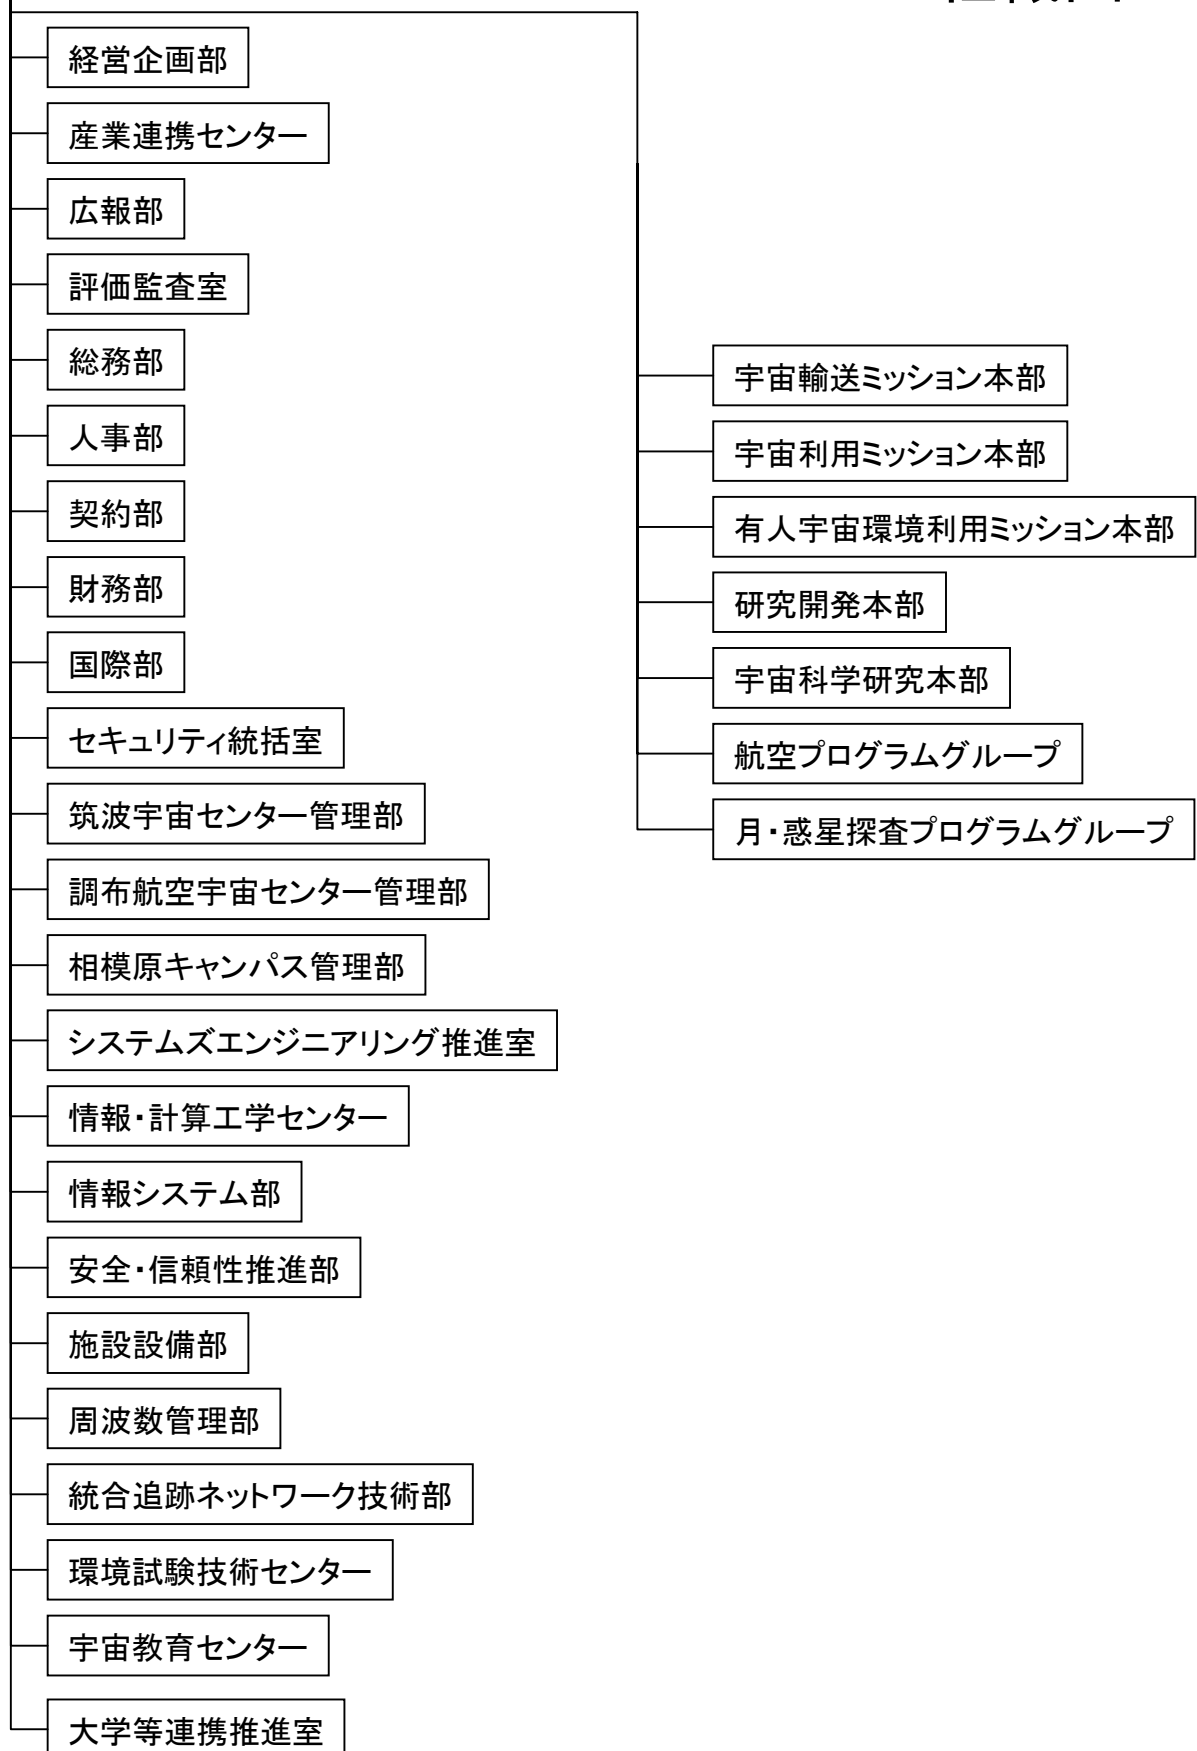 経営企画部
産業連携センター
広報部
評価監査室
総務部
人事部
契約部
財務部
国際部
セキュリティ統括室
筑波宇宙センター管理部
調布航空宇宙センター管理部
相模原キャンパス管理部
システムズエンジニアリング推進室
情報・計算工学センター
情報システム部
安全・信頼性推進部
施設設備部
周波数管理部
統合追跡ネットワーク技術部
環境試験技術センター
宇宙教育センター
大学等連携推進室
宇宙輸送ミッション本部
宇宙利用ミッション本部
有人宇宙環境利用ミッション本部
研究開発本部
宇宙科学研究本部
航空プログラムグループ
月・惑星探査プログラムグループ